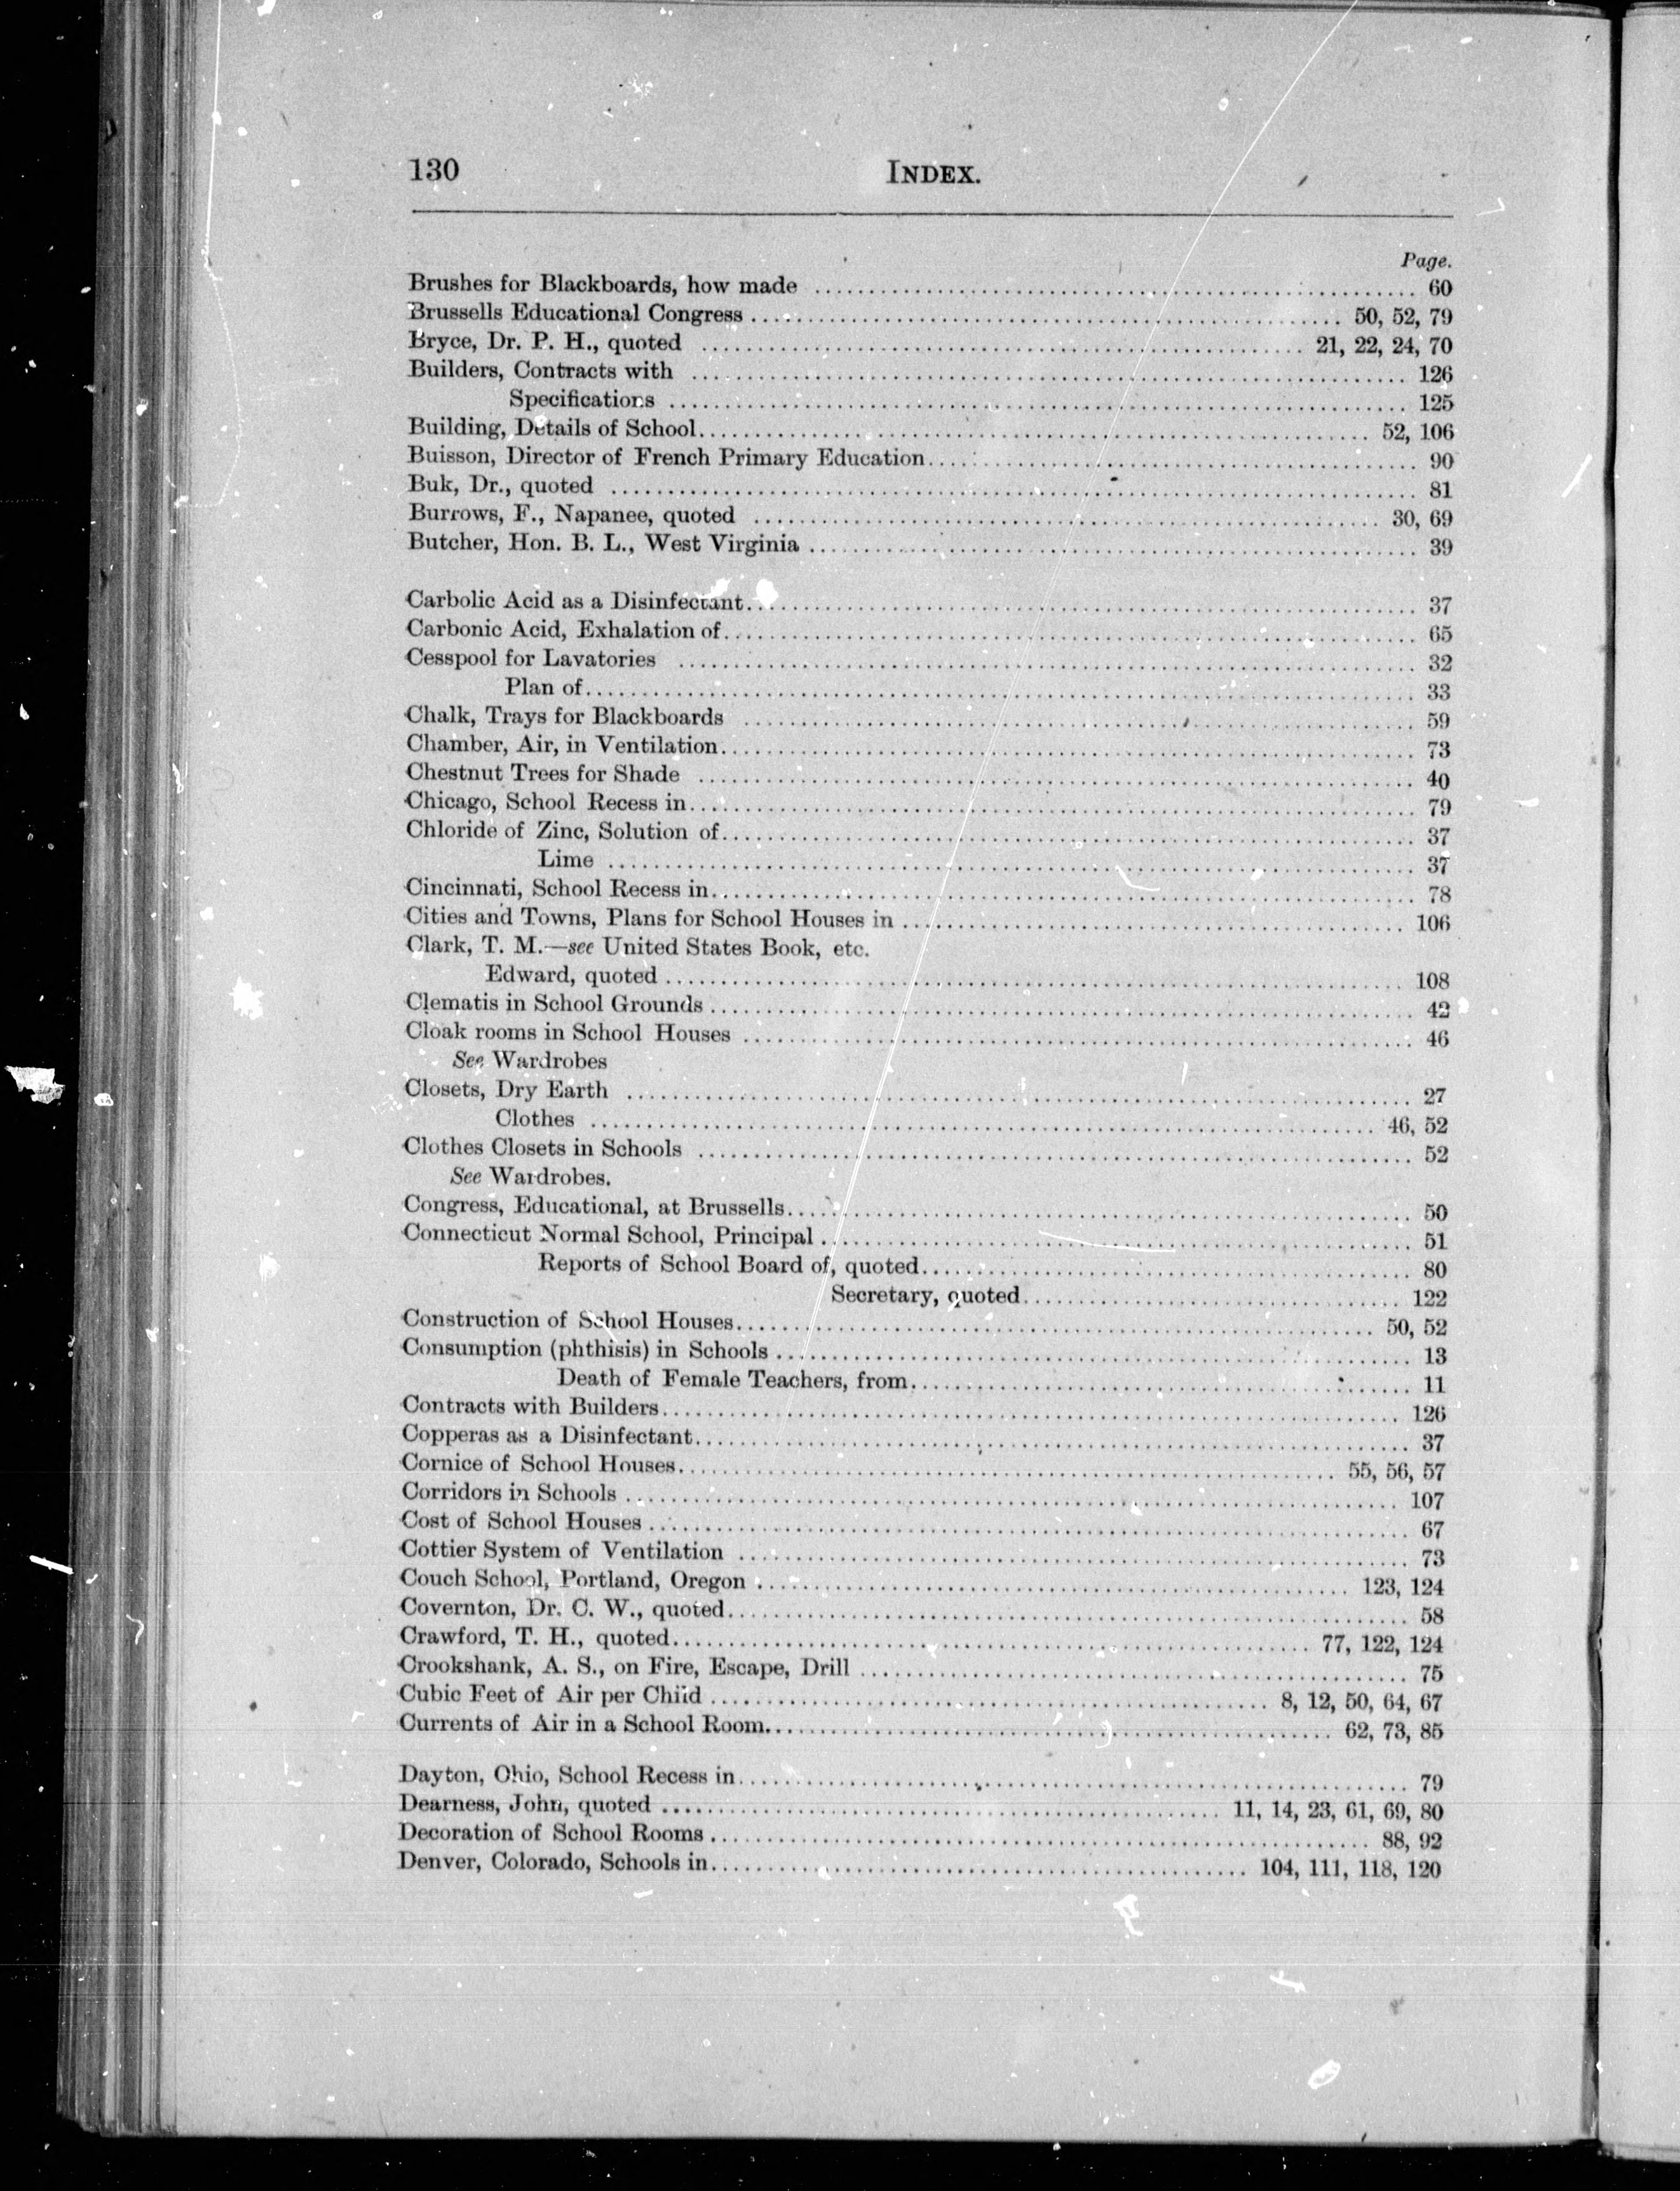 130 INDEX.
Page.
Brushes for Blackboards, how made ........ 60
Brussells Educational Congress ........ 50, 52, 79
Bryce, Dr. P. H., quoted ........ 21, 22, 24, 70
Builders, Contracts with ........ 126
Specifications ........ 125
Building, Details of School ........ 52, 106
Buisson, Director of French Primary Education ........ 90
Buk, Dr., quoted ........ 81
Burrows, F., Napanee, quoted ........ 30, 69
Butcher, Hon. B. L., West Virginia ........ 39
Carbolic Acid as a Disinfectant ........ 37
Carbonic Acid, Exhalation of ........ 65
Cesspool for Lavatories ........ 32
Plan of ........ 33
Chalk, Trays for Blackboards ........ 59
Chamber, Air, in Ventilation ........ 73
Chestnut Trees for Shade ........ 40
Chicago, School Recess in ........ 79
Chloride of Zinc, Solution of ........ 37
Lime ........ 37
Cincinnati, School Recess in ........ 78
Cities and Towns, Plans for School Houses in ........ 106
Clark, T. M.—see United States Book, etc.
Edward, quoted ........ 108
Clematis in School Grounds ........ 42
Cloak rooms in School Houses ........ 46
See Wardrobes
Closets, Dry Earth ........ 27
Clothes ........ 46, 52
Clothes Closets in Schools ........ 52
See Wardrobes.
Congress, Educational, at Brussells ........ 50
Connecticut Normal School, Principal ........ 51
Reports of School Board of, quoted ........ 80
Secretary, quoted ........ 122
Construction of School Houses ........ 50, 52
Consumption (phthisis) in Schools ........ 13
Death of Female Teachers, from ........ 11
Contracts with Builders ........ 126
Copperas as a Disinfectant ........ 37
Cornice of School Houses ........ 55, 56, 57
Corridors in Schools ........ 107
Cost of School Houses ........ 67
Cottier System of Ventilation ........ 73
Couch School, Portland, Oregon ........ 123, 124
Covernton, Dr. C. W., quoted ........ 58
Crawford, T. H., quoted ........ 77, 122, 124
Crookshank, A. S., on Fire, Escape, Drill ........ 75
Cubic Feet of Air per Child ........ 8, 12, 50, 64, 67
Currents of Air in a School Room ........ 62, 73, 85
Dayton, Ohio, School Recess in ........ 79
Dearness, John, quoted ........ 11, 14, 23, 61, 69, 80
Decoration of School Rooms ........ 88, 92
Denver, Colorado, Schools in ........ 104, 111, 118, 120